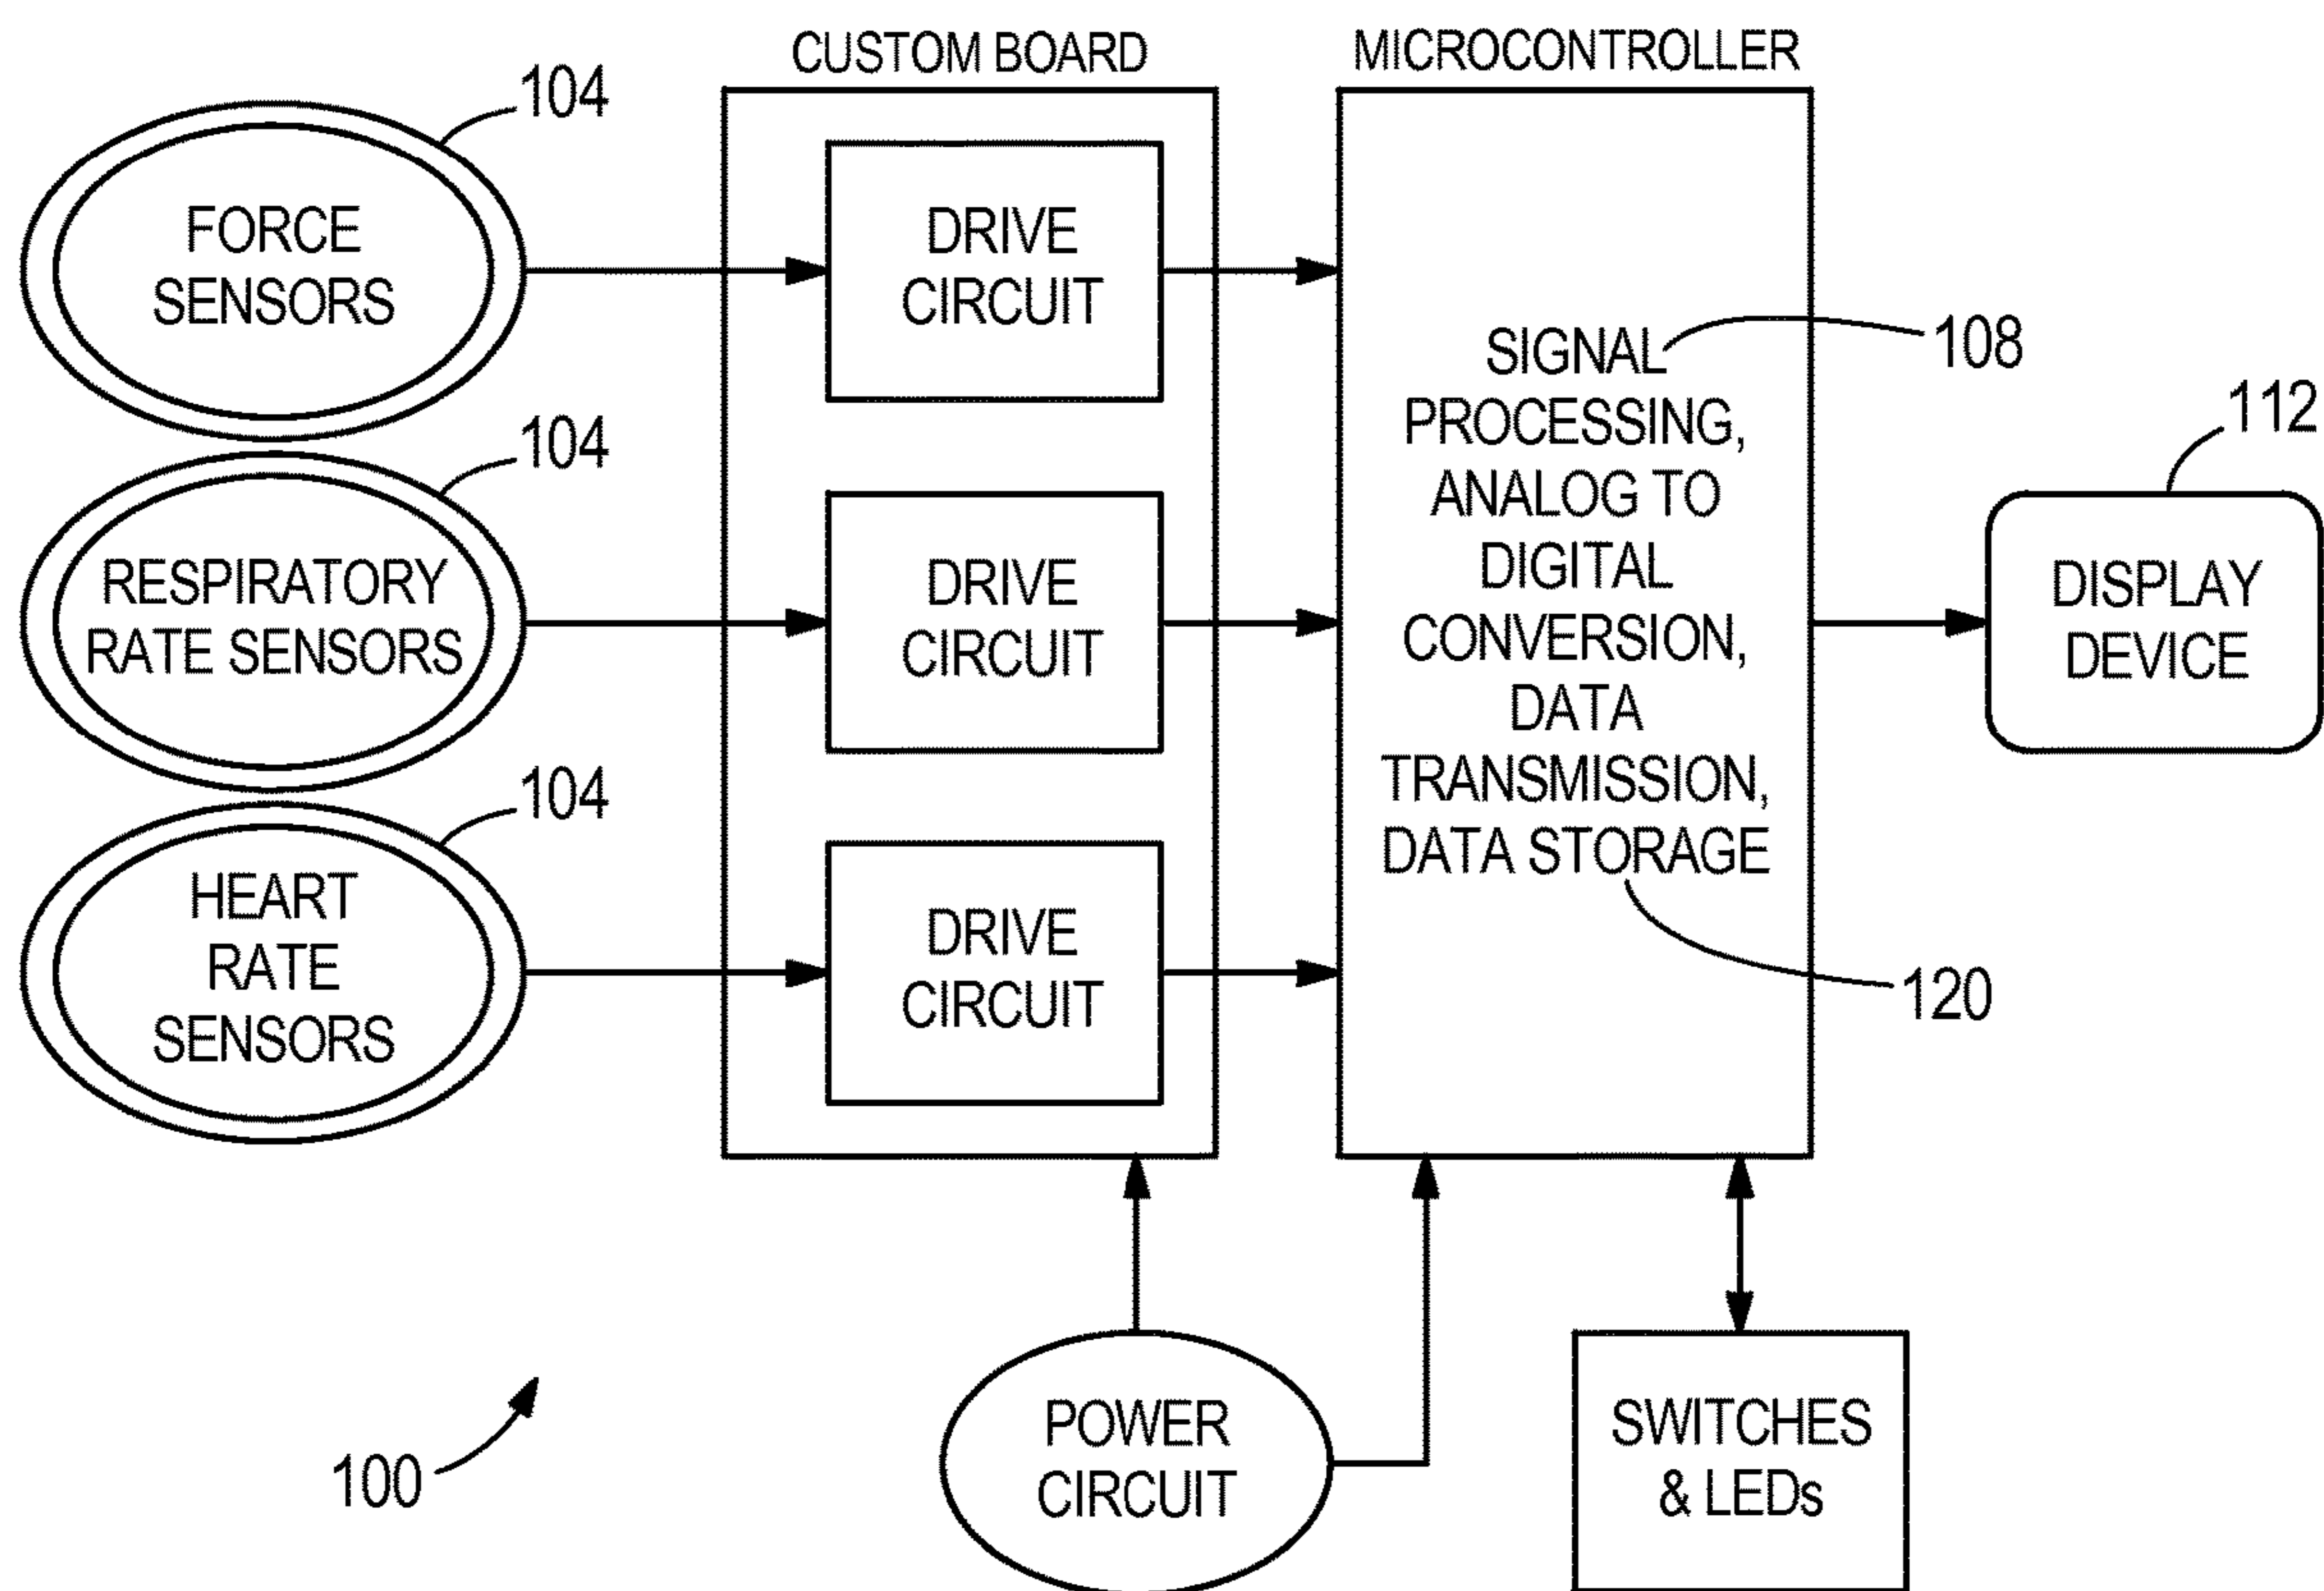 CUSTOM BOARD
MICROCONTROLLER
104
FORCE
SENSORS
DRIVE
CIRCUIT
104
RESPIRATORY
RATE SENSORS
DRIVE
CIRCUIT
104
HEART
RATE
SENSORS
DRIVE
CIRCUIT
SIGNAL
PROCESSING,
ANALOG TO
DIGITAL
CONVERSION,
DATA
TRANSMISSION,
DATA STORAGE
108
120
112
DISPLAY
DEVICE
100
POWER
CIRCUIT
SWITCHES
& LEDs